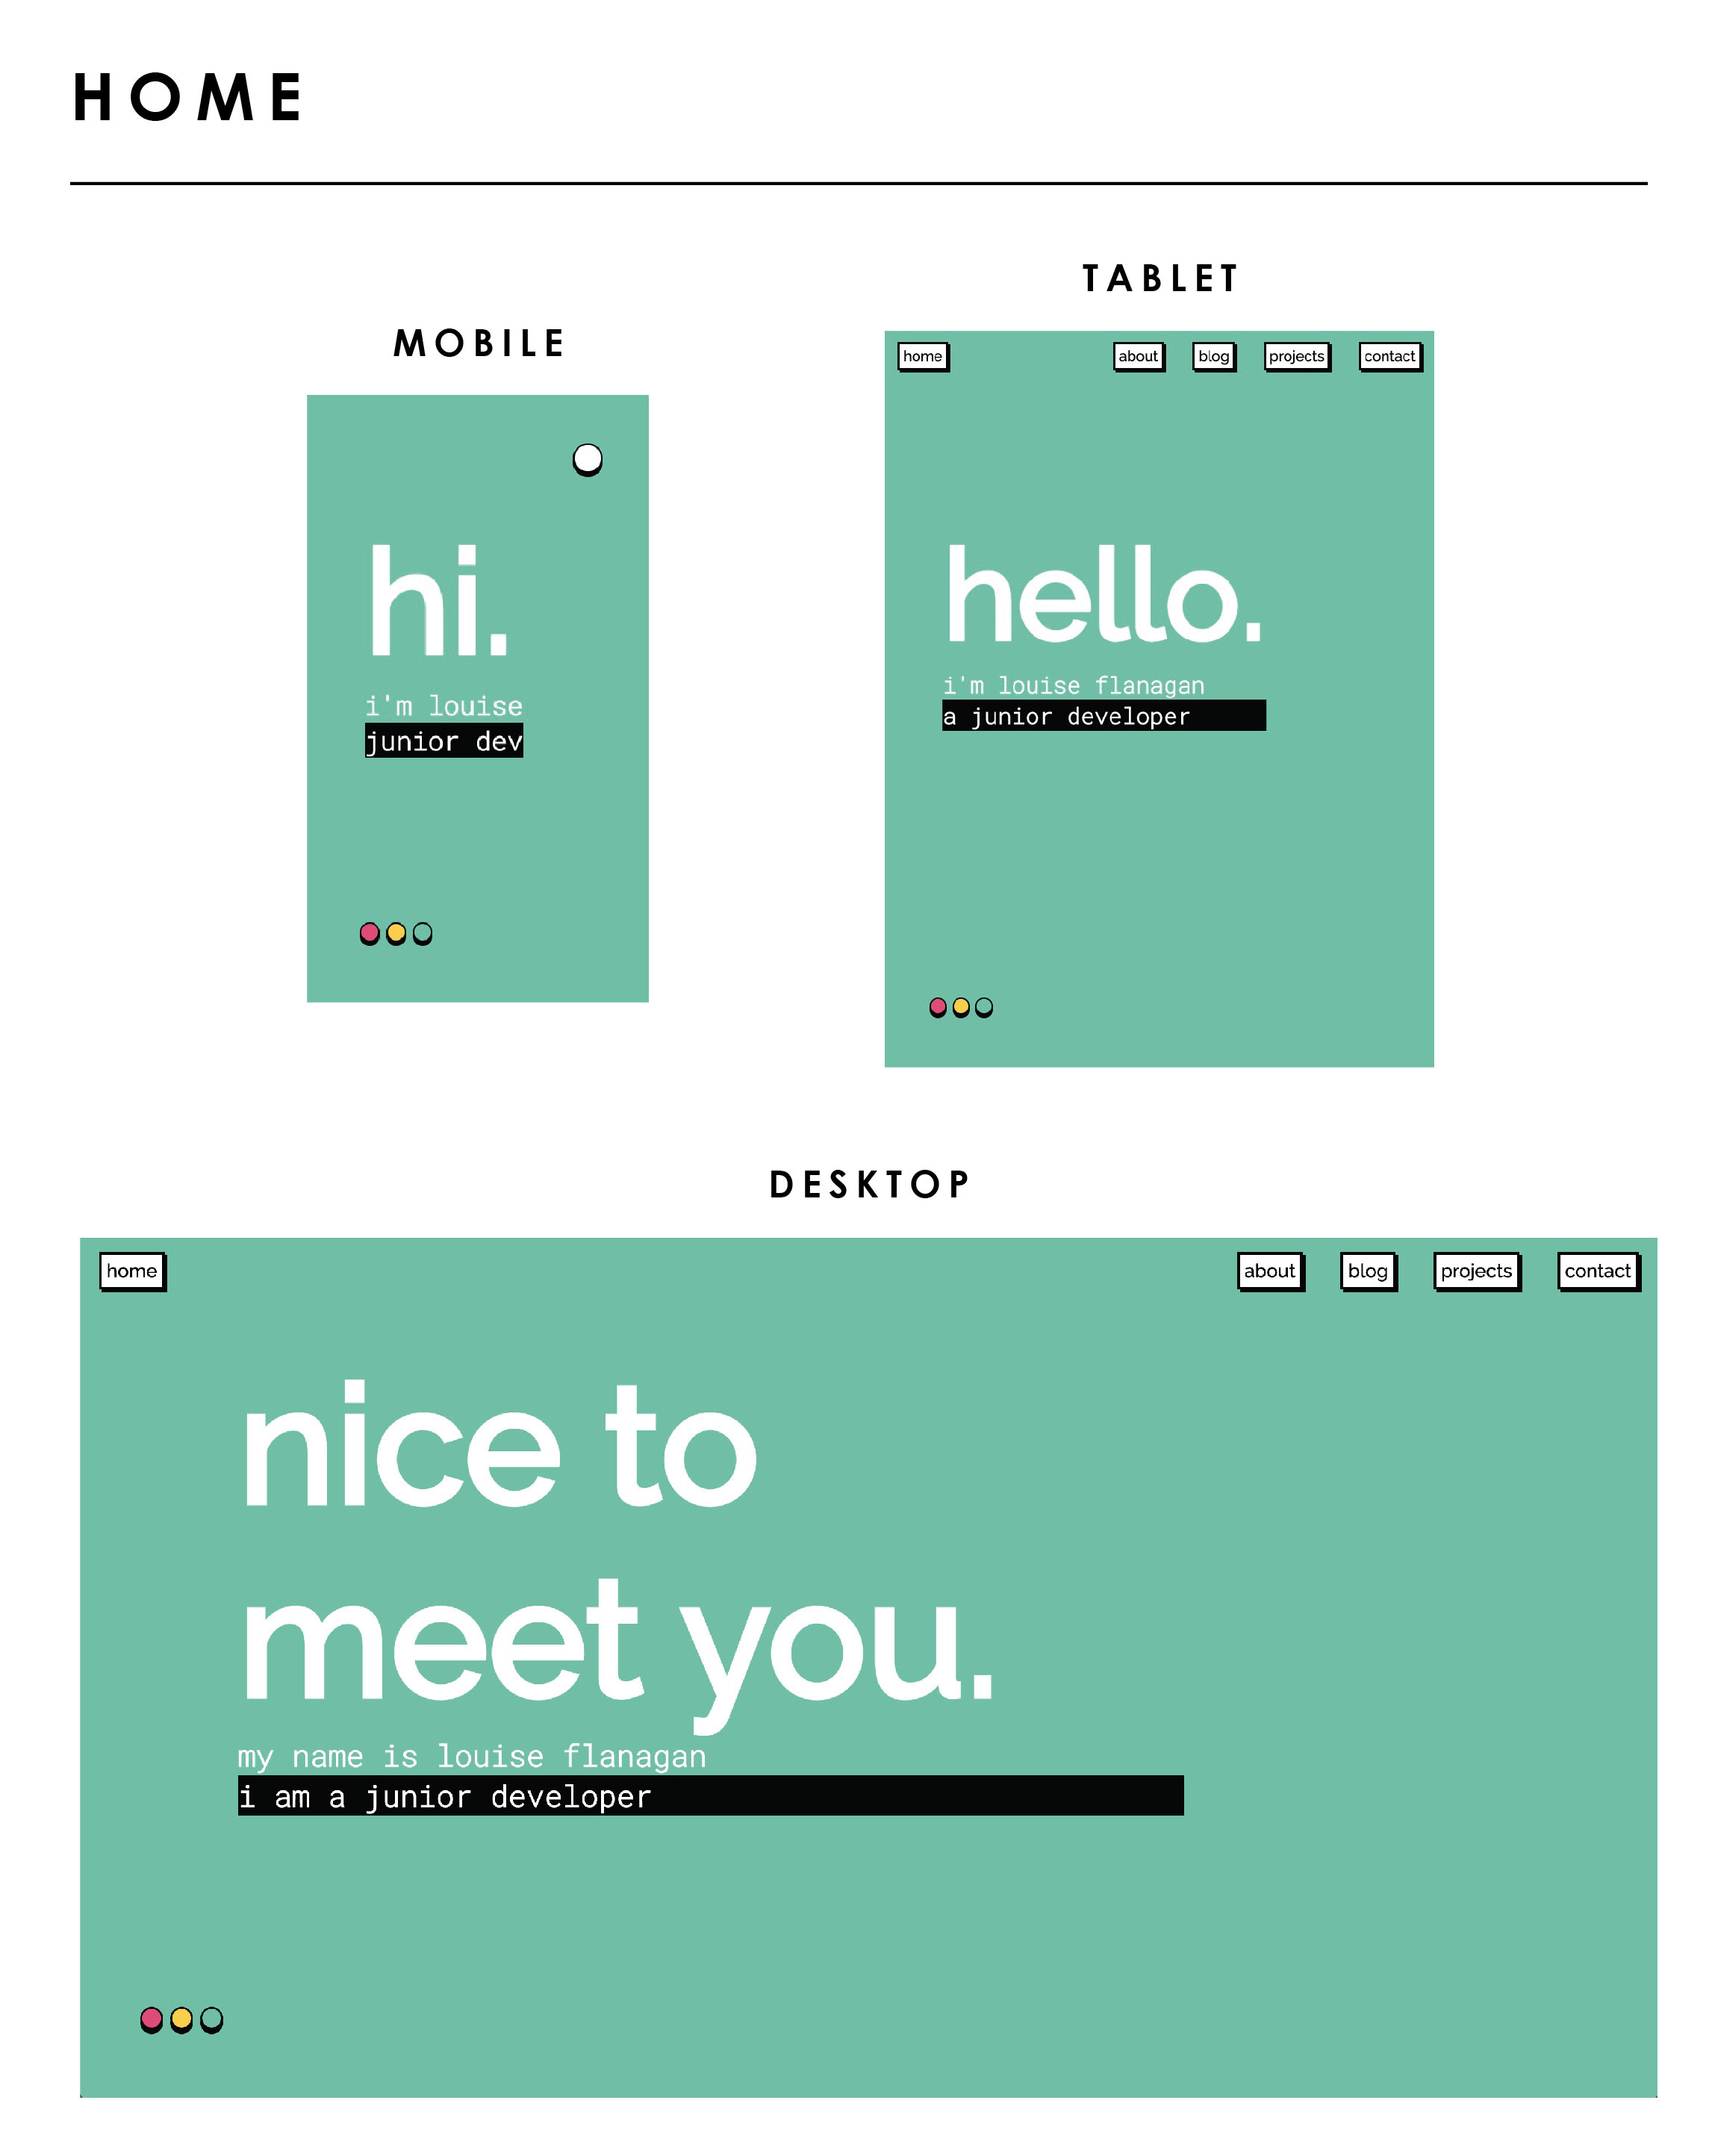 HOME
MOBILE
hi.
i'm louise
junior dev
TABLET
home about blog projects contact
hello.
i'm louise flanagan
a junior developer
DESKTOP
home about blog projects contact
nice to
meet you.
my name is louise flanagan
i am a junior developer